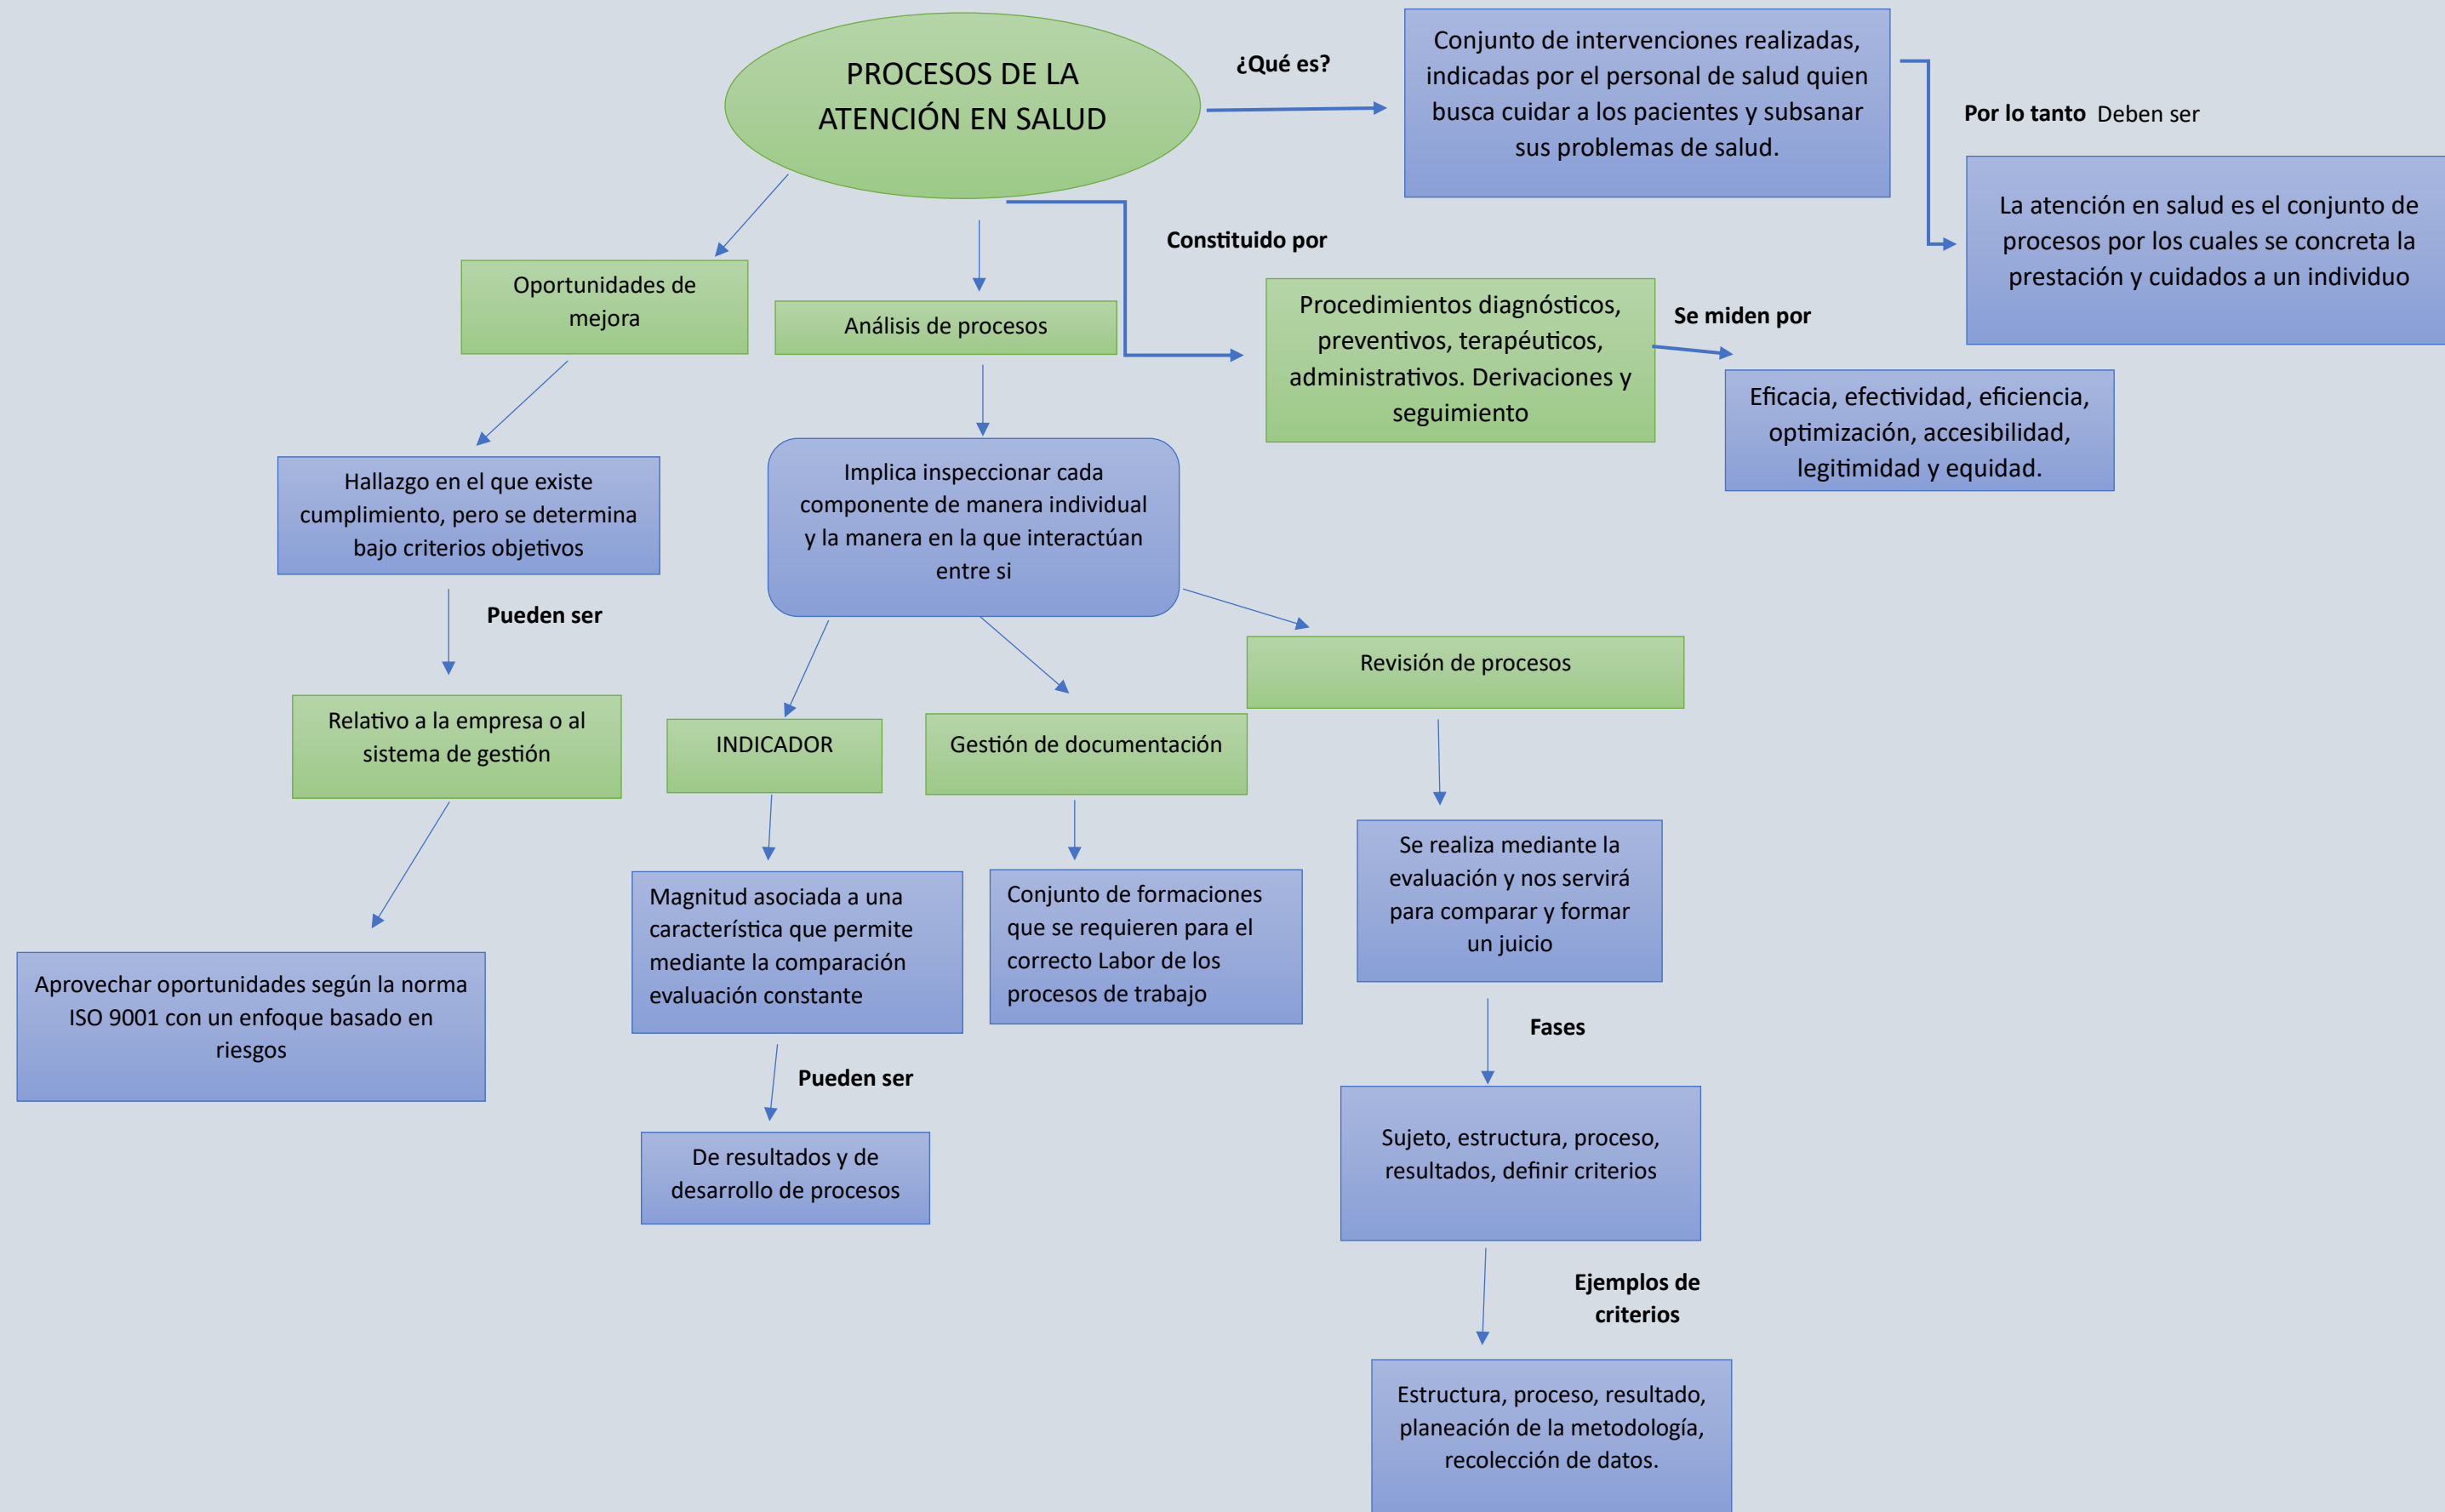 PROCESOS DE LA
ATENCIÓN EN SALUD
¿Qué es?
Conjunto de intervenciones realizadas,
indicadas por el personal de salud quien
busca cuidar a los pacientes y subsanar
sus problemas de salud.
Por lo tanto Deben ser
La atención en salud es el conjunto de
procesos por los cuales se concreta la
prestación y cuidados a un individuo
Constituido por
Procedimientos diagnósticos,
preventivos, terapéuticos,
administrativos. Derivaciones y
seguimiento
Se miden por
Eficacia, efectividad, eficiencia,
optimización, accesibilidad,
legitimidad y equidad.
Oportunidades de
mejora
Análisis de procesos
Hallazgo en el que existe
cumplimiento, pero se determina
bajo criterios objetivos
Implica inspeccionar cada
componente de manera individual
y la manera en la que interactúan
entre si
Pueden ser
Revisión de procesos
Relativo a la empresa o al
sistema de gestión
INDICADOR
Gestión de documentación
Se realiza mediante la
evaluación y nos servirá
para comparar y formar
un juicio
Magnitud asociada a una
característica que permite
mediante la comparación
evaluación constante
Conjunto de formaciones
que se requieren para el
correcto Labor de los
procesos de trabajo
Aprovechar oportunidades según la norma
ISO 9001 con un enfoque basado en
riesgos
Fases
Pueden ser
De resultados y de
desarrollo de procesos
Sujeto, estructura, proceso,
resultados, definir criterios
Ejemplos de
criterios
Estructura, proceso, resultado,
planeación de la metodología,
recolección de datos.